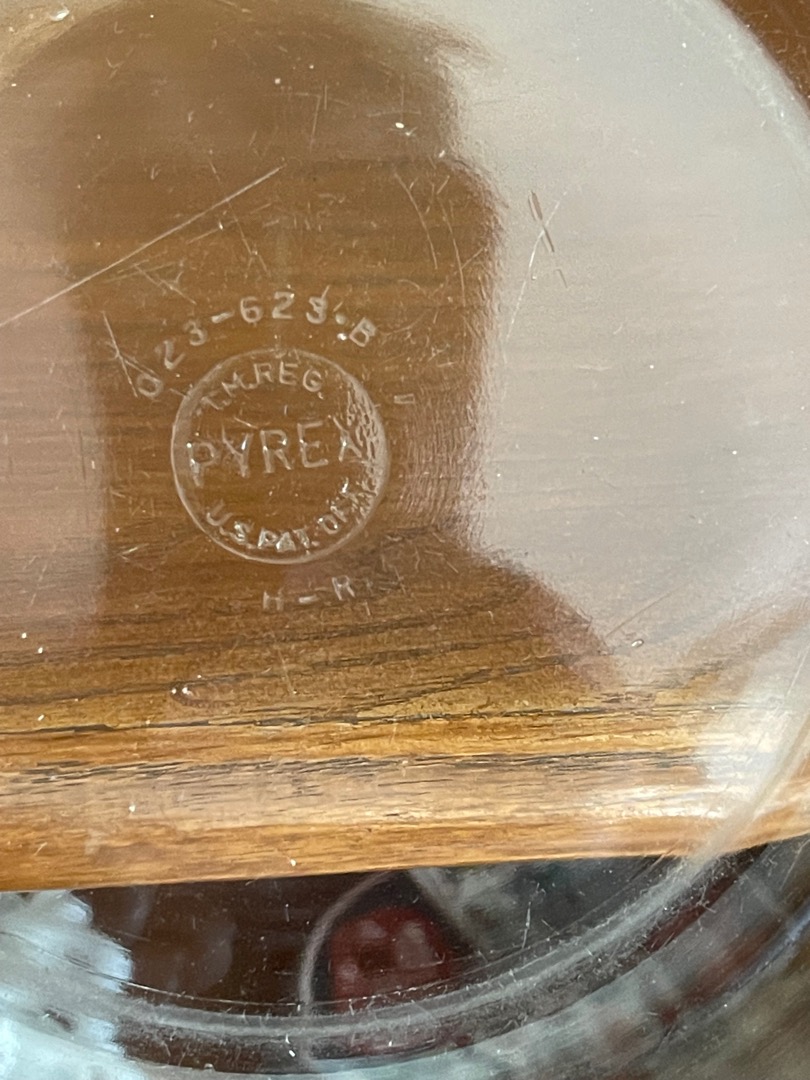 023-623-B
T.M.REG.
PYREX
U.S.PAT.OFF.
H-R